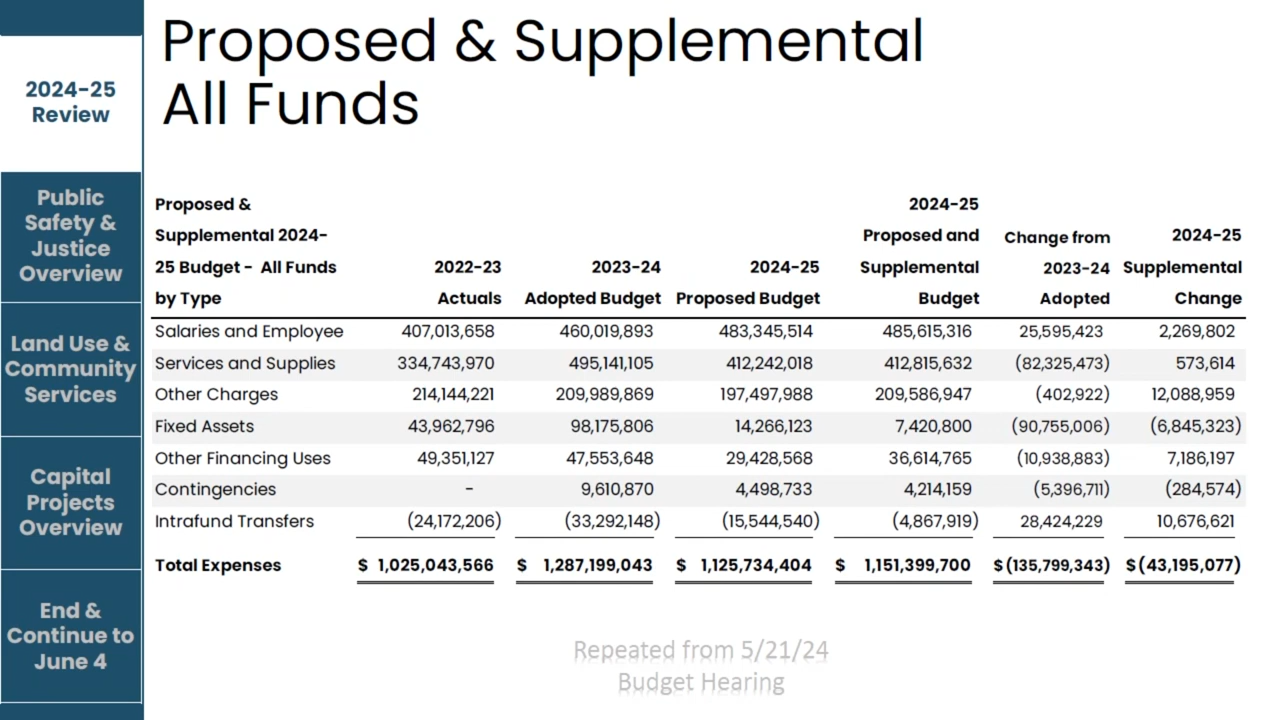 Proposed & Supplemental
All Funds
2024-25
Review
Public
Safety &
Justice
Overview
Land Use &
Community
Services
Capital
Projects
Overview
End &
Continue to
June 4
Proposed & 2024-25
Supplemental 2024- Proposed and Change from 2024-25
25 Budget - All Funds 2022-23 2023-24 2024-25 Supplemental 2023-24 Supplemental
by Type Actuals Adopted Budget Proposed Budget Budget Adopted Change
Salaries and Employee 407,013,658 460,019,893 483,345,514 485,615,316 25,595,423 2,269,802
Services and Supplies 334,743,970 495,141,105 412,242,018 412,815,632 (82,325,473) 573,614
Other Charges 214,144,221 209,989,869 197,497,988 209,586,947 (402,922) 12,088,959
Fixed Assets 43,962,796 98,175,806 14,266,123 7,420,800 (90,755,006) (6,845,323)
Other Financing Uses 49,351,127 47,553,648 29,428,568 36,614,765 (10,938,883) 7,186,197
Contingencies - 9,610,870 4,498,733 4,214,159 (5,396,711) (284,574)
Intrafund Transfers (24,172,206) (33,292,148) (15,544,540) (4,867,919) 28,424,229 10,676,621
Total Expenses $ 1,025,043,566 $ 1,287,199,043 $ 1,125,734,404 $ 1,151,399,700 $(135,799,343) $(43,195,077)
Repeated from 5/21/24
Budget Hearing